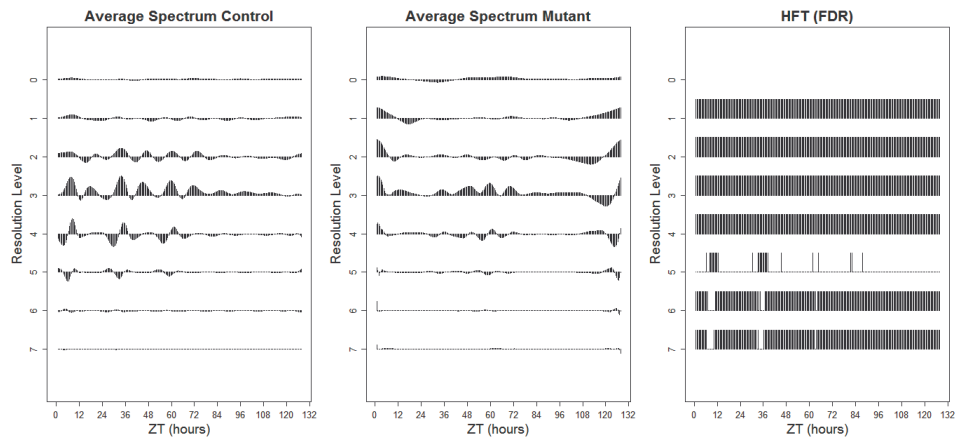 Average Spectrum Control
Average Spectrum Mutant
HFT (FDR)
Resolution Level
0
1
2
3
4
5
6
7
0 12 24 36 48 60 72 84 96 108 120 132
ZT (hours)
Resolution Level
0
1
2
3
4
5
6
7
0 12 24 36 48 60 72 84 96 108 120 132
ZT (hours)
Resolution Level
0
1
2
3
4
5
6
7
0 12 24 36 48 60 72 84 96 108 120 132
ZT (hours)